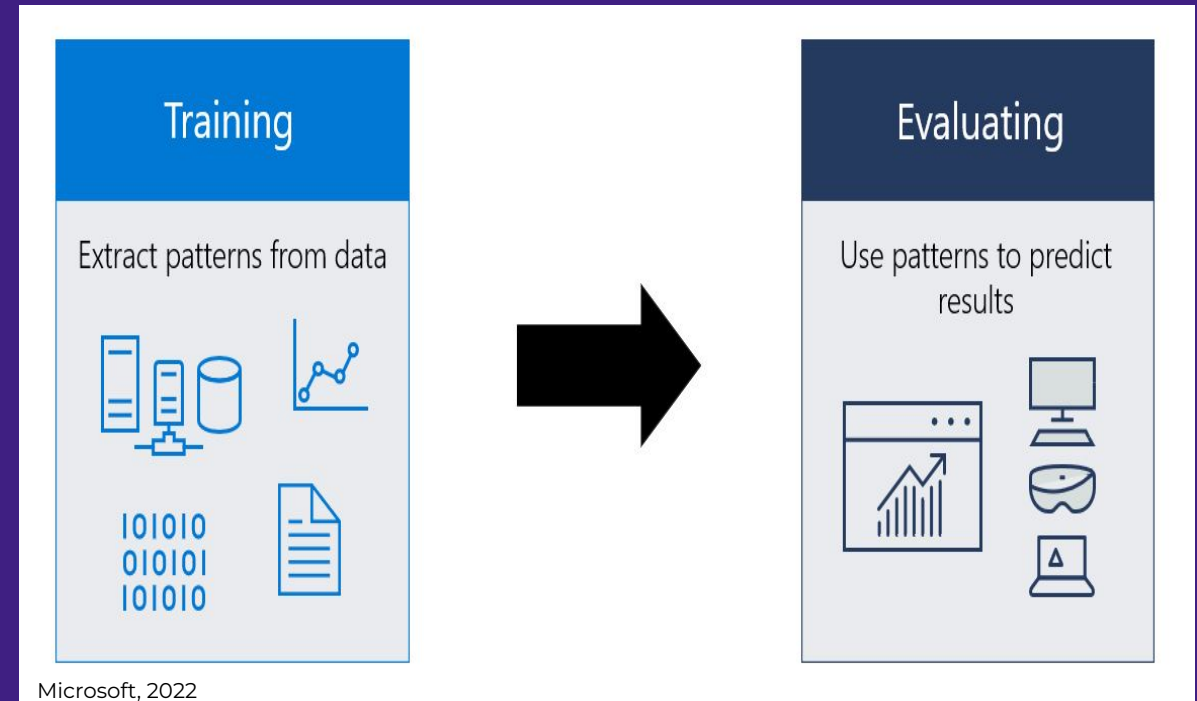 Training
Extract patterns from data
101010
010101
101010
Evaluating
Use patterns to predict
results
Microsoft, 2022